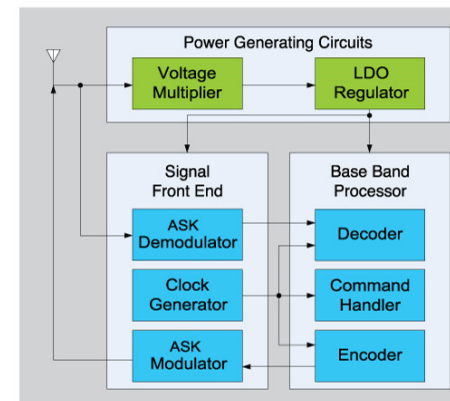 Power Generating Circuits
Voltage
Multiplier
LDO
Regulator
Signal
Front End
Base Band
Processor
ASK
Demodulator
Decoder
Clock
Generator
Command
Handler
ASK
Modulator
Encoder